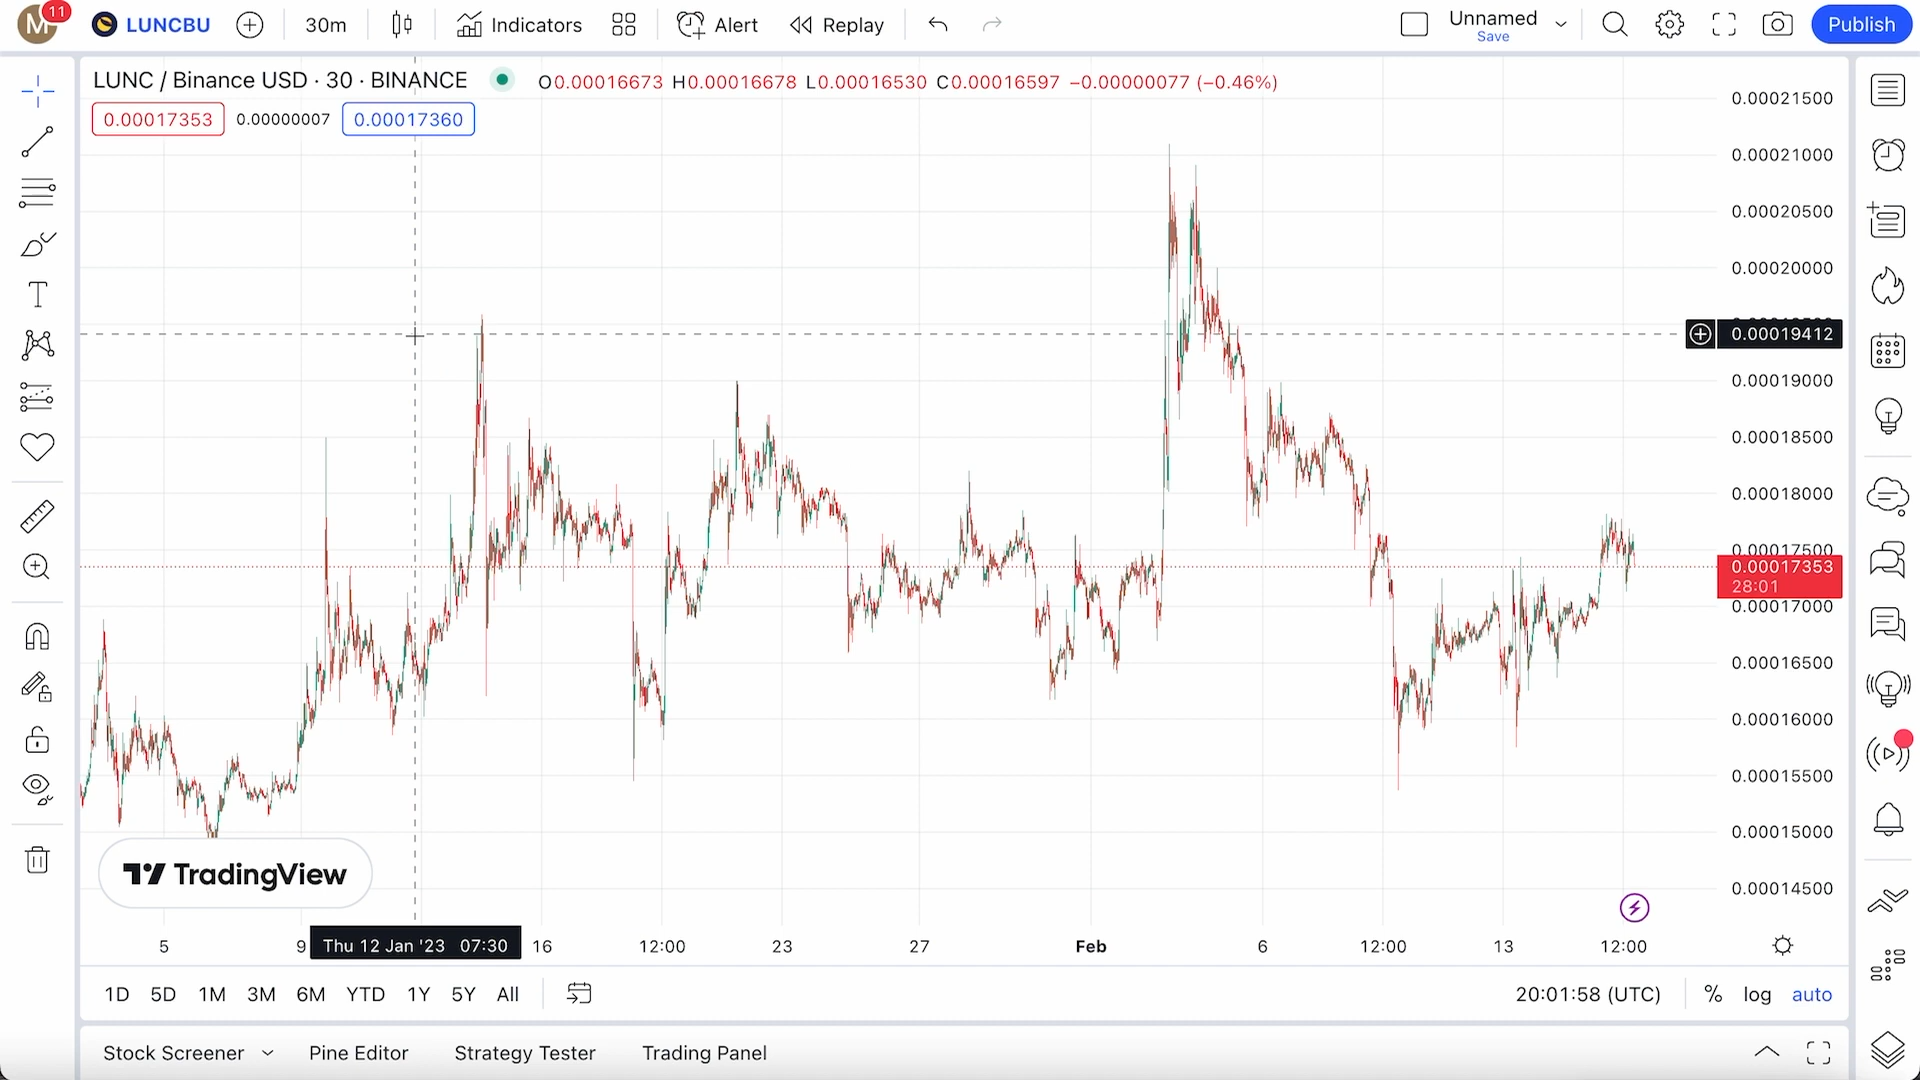 M 11 LUNCBU 30m Indicators Alert Replay Unnamed Save Publish
LUNC / Binance USD · 30 · BINANCE O0.00016673 H0.00016678 L0.00016530 C0.00016597 −0.00000077 (−0.46%)
0.00017353 0.00000007 0.00017360
0.00021500
0.00021000
0.00020500
0.00020000
0.00019412
0.00019000
0.00018500
0.00018000
0.00017500
0.00017353
28:01
0.00017000
0.00016500
0.00016000
0.00015500
0.00015000
TradingView
0.00014500
5 9 Thu 12 Jan '23 07:30 16 12:00 23 27 Feb 6 12:00 13 12:00
1D 5D 1M 3M 6M YTD 1Y 5Y All 20:01:58 (UTC) % log auto
Stock Screener Pine Editor Strategy Tester Trading Panel